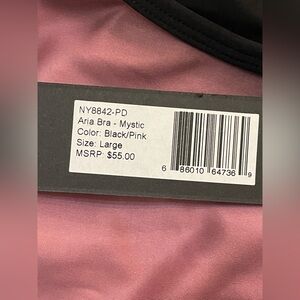 NY8842-PD
Aria Bra - Mystic
Color: Black/Pink
Size: Large
MSRP: $55.00
6 86010 64736 9